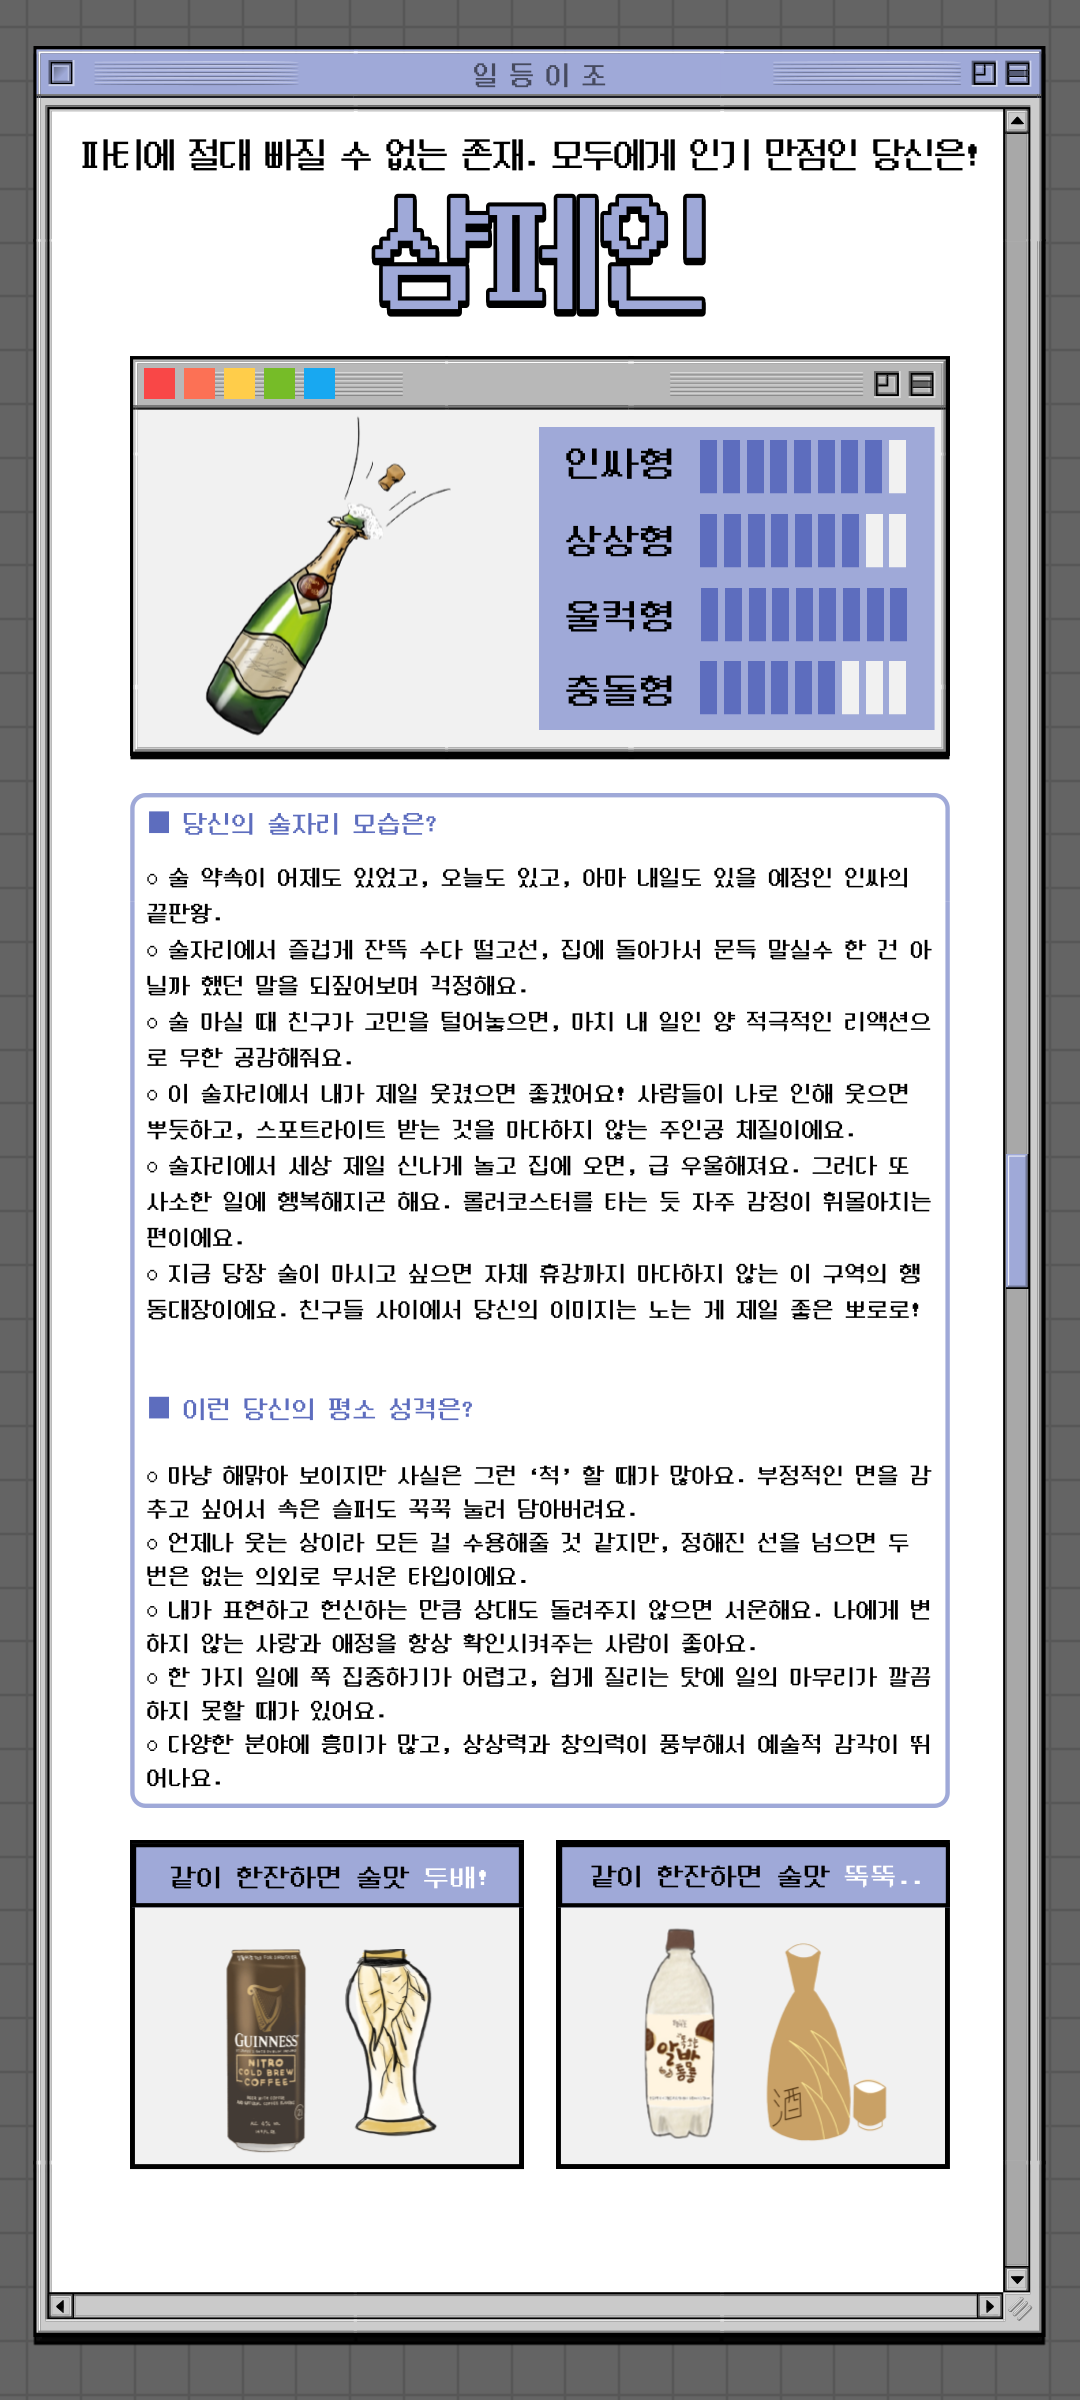 일등이조
파티에 절대 빠질 수 없는 존재. 모두에게 인기 만점인 당신은!
샴페인
인싸형
상상형
울컥형
충돌형
■ 당신의 술자리 모습은?
○ 술 약속이 어제도 있었고, 오늘도 있고, 아마 내일도 있을 예정인 인싸의
끝판왕.
○ 술자리에서 즐겁게 잔뜩 수다 떨고선, 집에 돌아가서 문득 말실수 한 건 아
닐까 했던 말을 되짚어보며 걱정해요.
○ 술 마실 때 친구가 고민을 털어놓으면, 마치 내 일인 양 적극적인 리액션으
로 무한 공감해줘요.
○ 이 술자리에서 내가 제일 웃겼으면 좋겠어요! 사람들이 나로 인해 웃으면
뿌듯하고, 스포트라이트 받는 것을 마다하지 않는 주인공 체질이에요.
○ 술자리에서 세상 제일 신나게 놀고 집에 오면, 급 우울해져요. 그러다 또
사소한 일에 행복해지곤 해요. 롤러코스터를 타는 듯 자주 감정이 휘몰아치는
편이에요.
○ 지금 당장 술이 마시고 싶으면 자체 휴강까지 마다하지 않는 이 구역의 행
동대장이에요. 친구들 사이에서 당신의 이미지는 노는 게 제일 좋은 뽀로로!
■ 이런 당신의 평소 성격은?
○ 마냥 해맑아 보이지만 사실은 그런 ‘척’ 할 때가 많아요. 부정적인 면을 감
추고 싶어서 속은 슬퍼도 꾹꾹 눌러 담아버려요.
○ 언제나 웃는 상이라 모든 걸 수용해줄 것 같지만, 정해진 선을 넘으면 두
번은 없는 의외로 무서운 타입이에요.
○ 내가 표현하고 헌신하는 만큼 상대도 돌려주지 않으면 서운해요. 나에게 변
하지 않는 사랑과 애정을 항상 확인시켜주는 사람이 좋아요.
○ 한 가지 일에 쭉 집중하기가 어렵고, 쉽게 질리는 탓에 일의 마무리가 깔끔
하지 못할 때가 있어요.
○ 다양한 분야에 흥미가 많고, 상상력과 창의력이 풍부해서 예술적 감각이 뛰
어나요.
같이 한잔하면 술맛 두배!
같이 한잔하면 술맛 뚝뚝..
GUINNESS
NITRO
COLD BREW
COFFEE
알밤
동동
酒